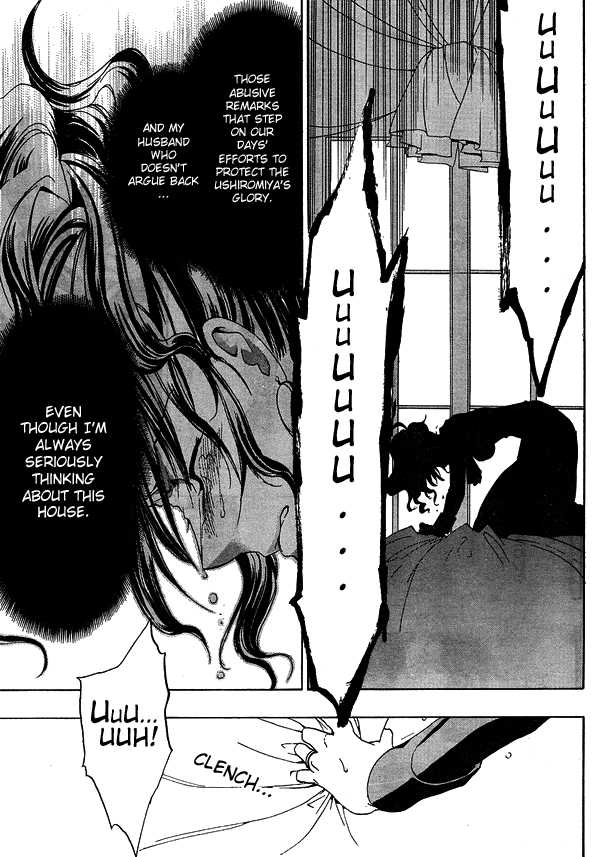 UuUuUuu...
UuuUuUu...
THOSE
ABUSIVE
REMARKS
THAT STEP
ON OUR
DAYS'
EFFORTS TO
PROTECT THE
USHIROMIYA'S
GLORY.
AND MY
HUSBAND
WHO
DOESN'T
ARGUE BACK
...
EVEN
THOUGH I'M
ALWAYS
SERIOUSLY
THINKING
ABOUT THIS
HOUSE.
CLENCH...
UuU...
UUH!